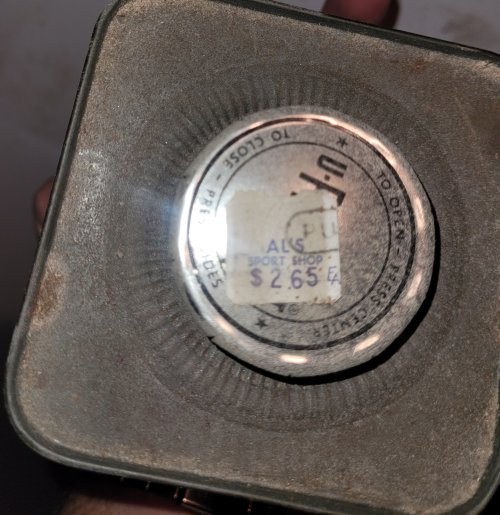 TO OPEN - PRESS CENTER
TO CLOSE - PRESS SIDES
AL'S
SPORT SHOP
$2.65